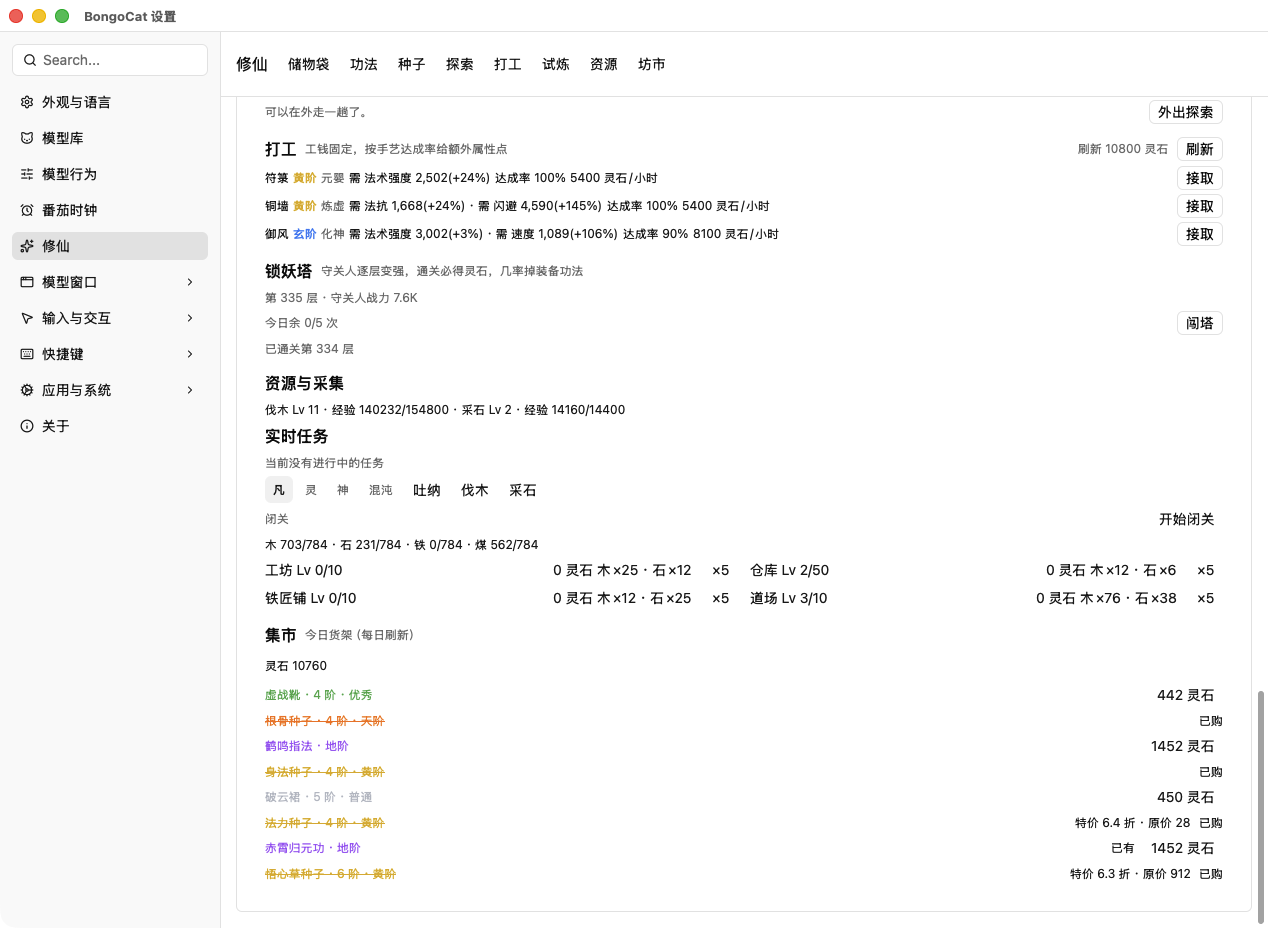 BongoCat 设置
Search...
外观与语言
模型库
模型行为
番茄时钟
修仙
模型窗口
输入与交互
快捷键
应用与系统
关于
修仙 储物袋 功法 种子 探索 打工 试炼 资源 坊市
可以在外走一趟了。 外出探索
打工 工钱固定，按手艺达成率给额外属性点 刷新 10800 灵石 刷新
符箓 黄阶 元婴 需 法术强度 2,502(+24%) 达成率 100% 5400 灵石/小时 接取
铜墙 黄阶 炼虚 需 法抗 1,668(+24%) · 需 闪避 4,590(+145%) 达成率 100% 5400 灵石/小时 接取
御风 玄阶 化神 需 法术强度 3,002(+3%) · 需 速度 1,089(+106%) 达成率 90% 8100 灵石/小时 接取
锁妖塔 守关人逐层变强，通关必得灵石，几率掉装备功法
第 335 层 · 守关人战力 7.6K
今日余 0/5 次 闯塔
已通关第 334 层
资源与采集
伐木 Lv 11 · 经验 140232/154800 · 采石 Lv 2 · 经验 14160/14400
实时任务
当前没有进行中的任务
凡 灵 神 混沌 吐纳 伐木 采石
闭关 开始闭关
木 703/784 · 石 231/784 · 铁 0/784 · 煤 562/784
工坊 Lv 0/10 0 灵石 木×25 · 石×12 ×5 仓库 Lv 2/50 0 灵石 木×12 · 石×6 ×5
铁匠铺 Lv 0/10 0 灵石 木×12 · 石×25 ×5 道场 Lv 3/10 0 灵石 木×76 · 石×38 ×5
集市 今日货架 (每日刷新)
灵石 10760
虚战靴 · 4 阶 · 优秀 442 灵石
根骨种子 · 4 阶 · 天阶 已购
鹤鸣指法 · 地阶 1452 灵石
身法种子 · 4 阶 · 黄阶 已购
破云裙 · 5 阶 · 普通 450 灵石
法力种子 · 4 阶 · 黄阶 特价 6.4 折 · 原价 28 已购
赤霄归元功 · 地阶 已有 1452 灵石
悟心草种子 · 6 阶 · 黄阶 特价 6.3 折 · 原价 912 已购